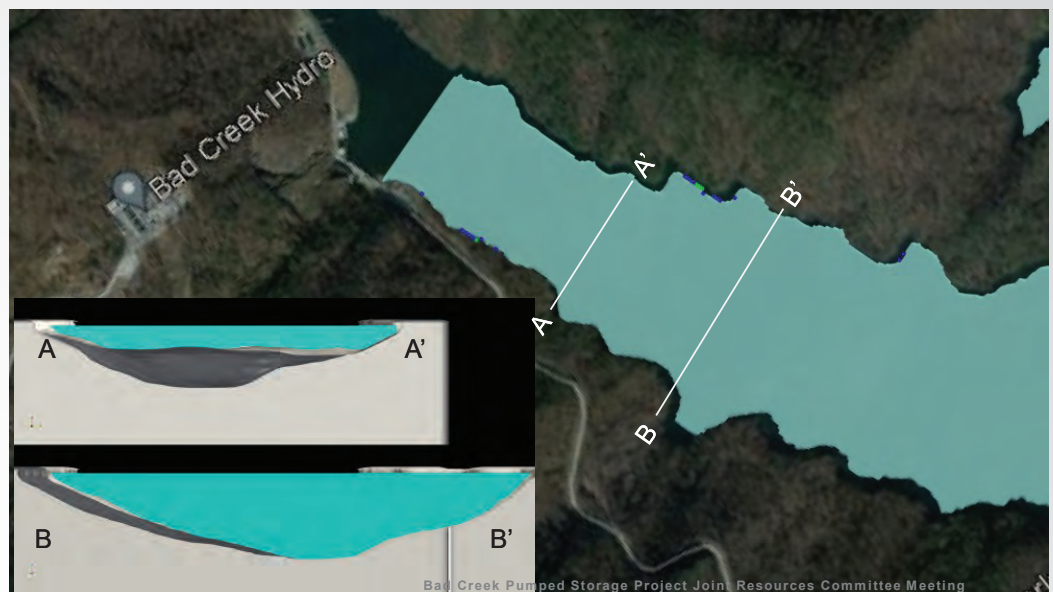 Bad Creek Hydro
A'
B'
A
B
A
A'
B
B'
Bad Creek Pumped Storage Project Joint Resources Committee Meeting